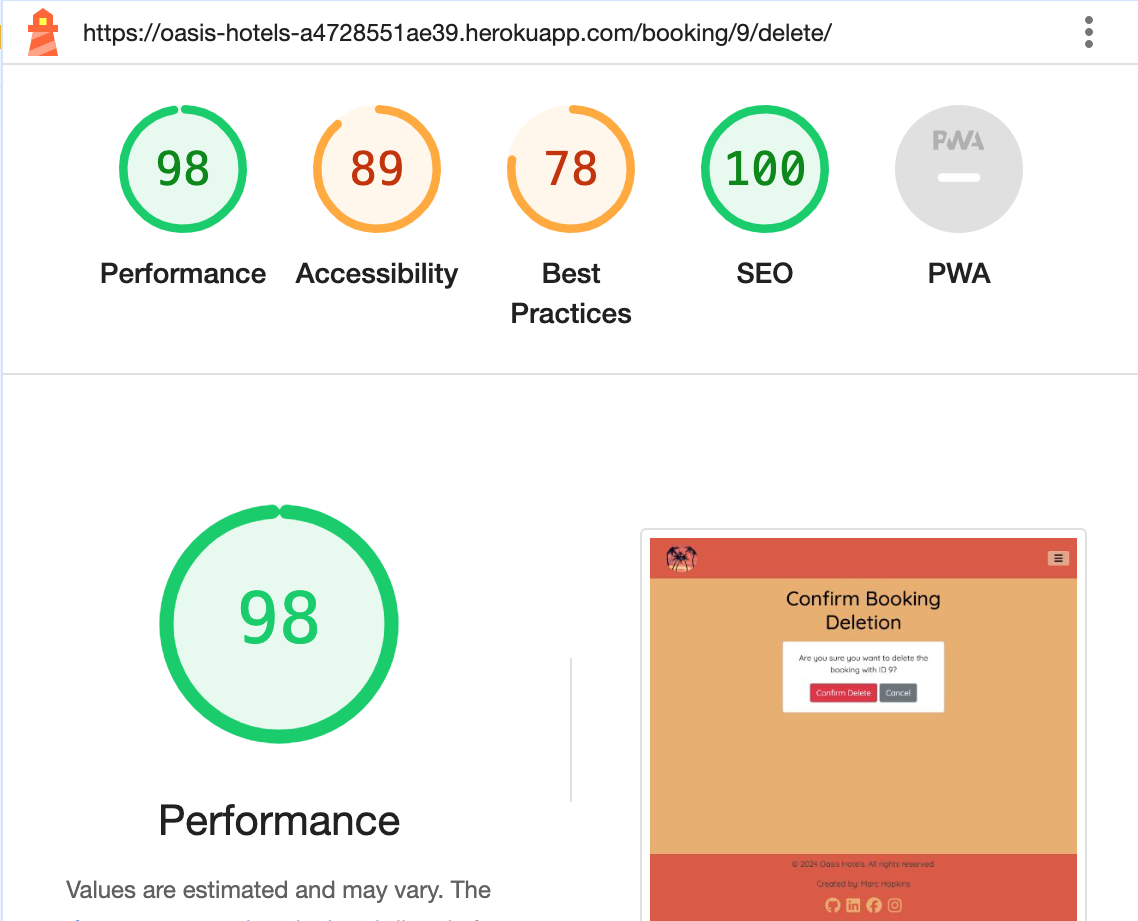 https://oasis-hotels-a4728551ae39.herokuapp.com/booking/9/delete/
98
89
78
100
PWA
Performance
Accessibility
Best
Practices
SEO
PWA
98
Performance
Values are estimated and may vary. The
Confirm Booking
Deletion
Are you sure you want to delete the
booking with ID 9?
Confirm Delete
Cancel
© 2024 Oasis Hotels. All rights reserved.
Created by: Marc Hopkins